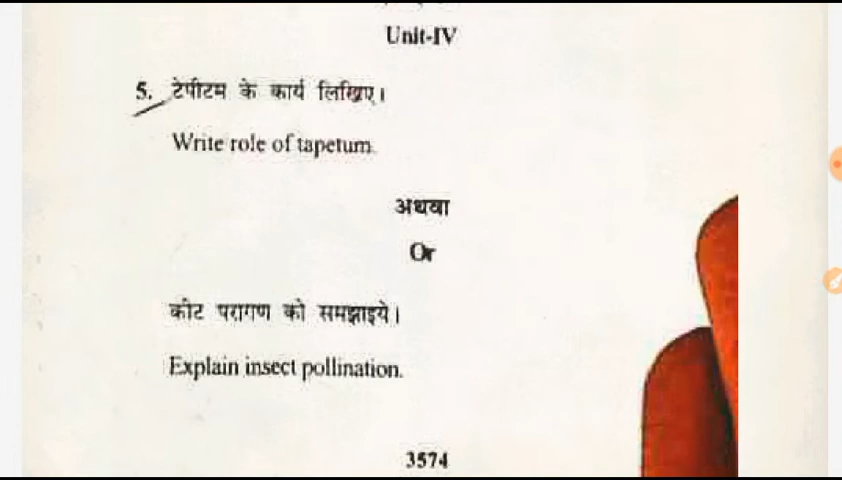 Unit-IV
5. टेपीटम के कार्य लिखिए।
Write role of tapetum.
अथवा
Or
कीट परागण को समझाइये।
Explain insect pollination.
3574